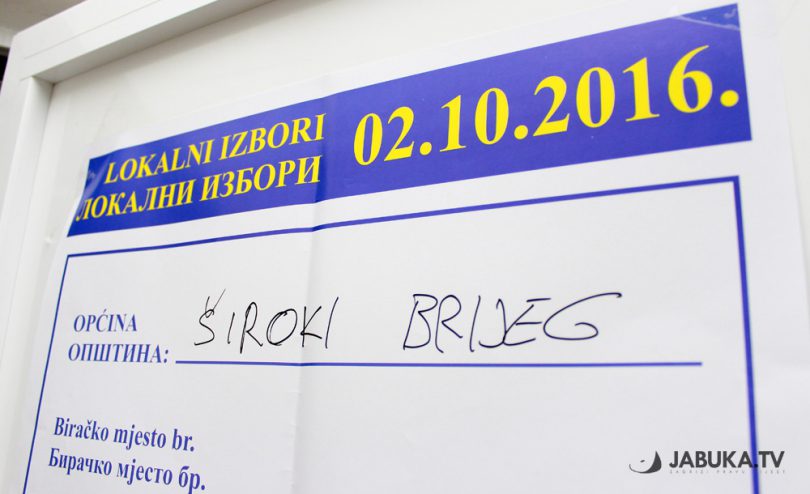 LOKALNI IZBORI
ЛОКАЛНИ ИЗБОРИ
02.10.2016.
OPĆINA
ОПШТИНА:
ŠIROKI BRIJEG
Biračko mjesto br.
Бирачко мјесто бр.
JABUKA.TV